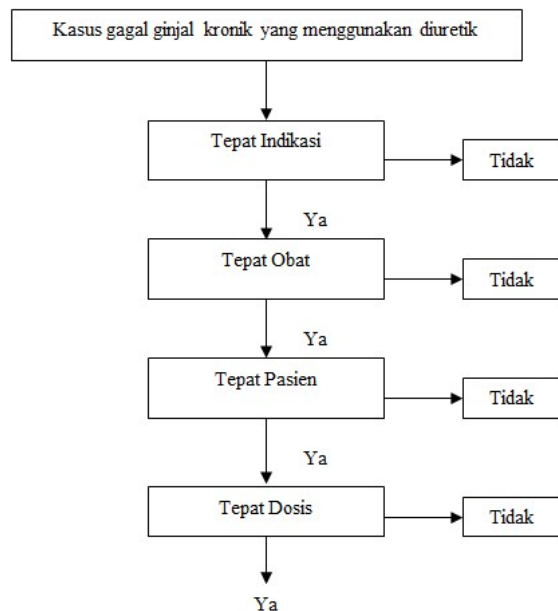 Kasus gagal ginjal kronik yang menggunakan diuretik
Tepat Indikasi
Tidak
Ya
Tepat Obat
Tidak
Ya
Tepat Pasien
Tidak
Ya
Tepat Dosis
Tidak
Ya